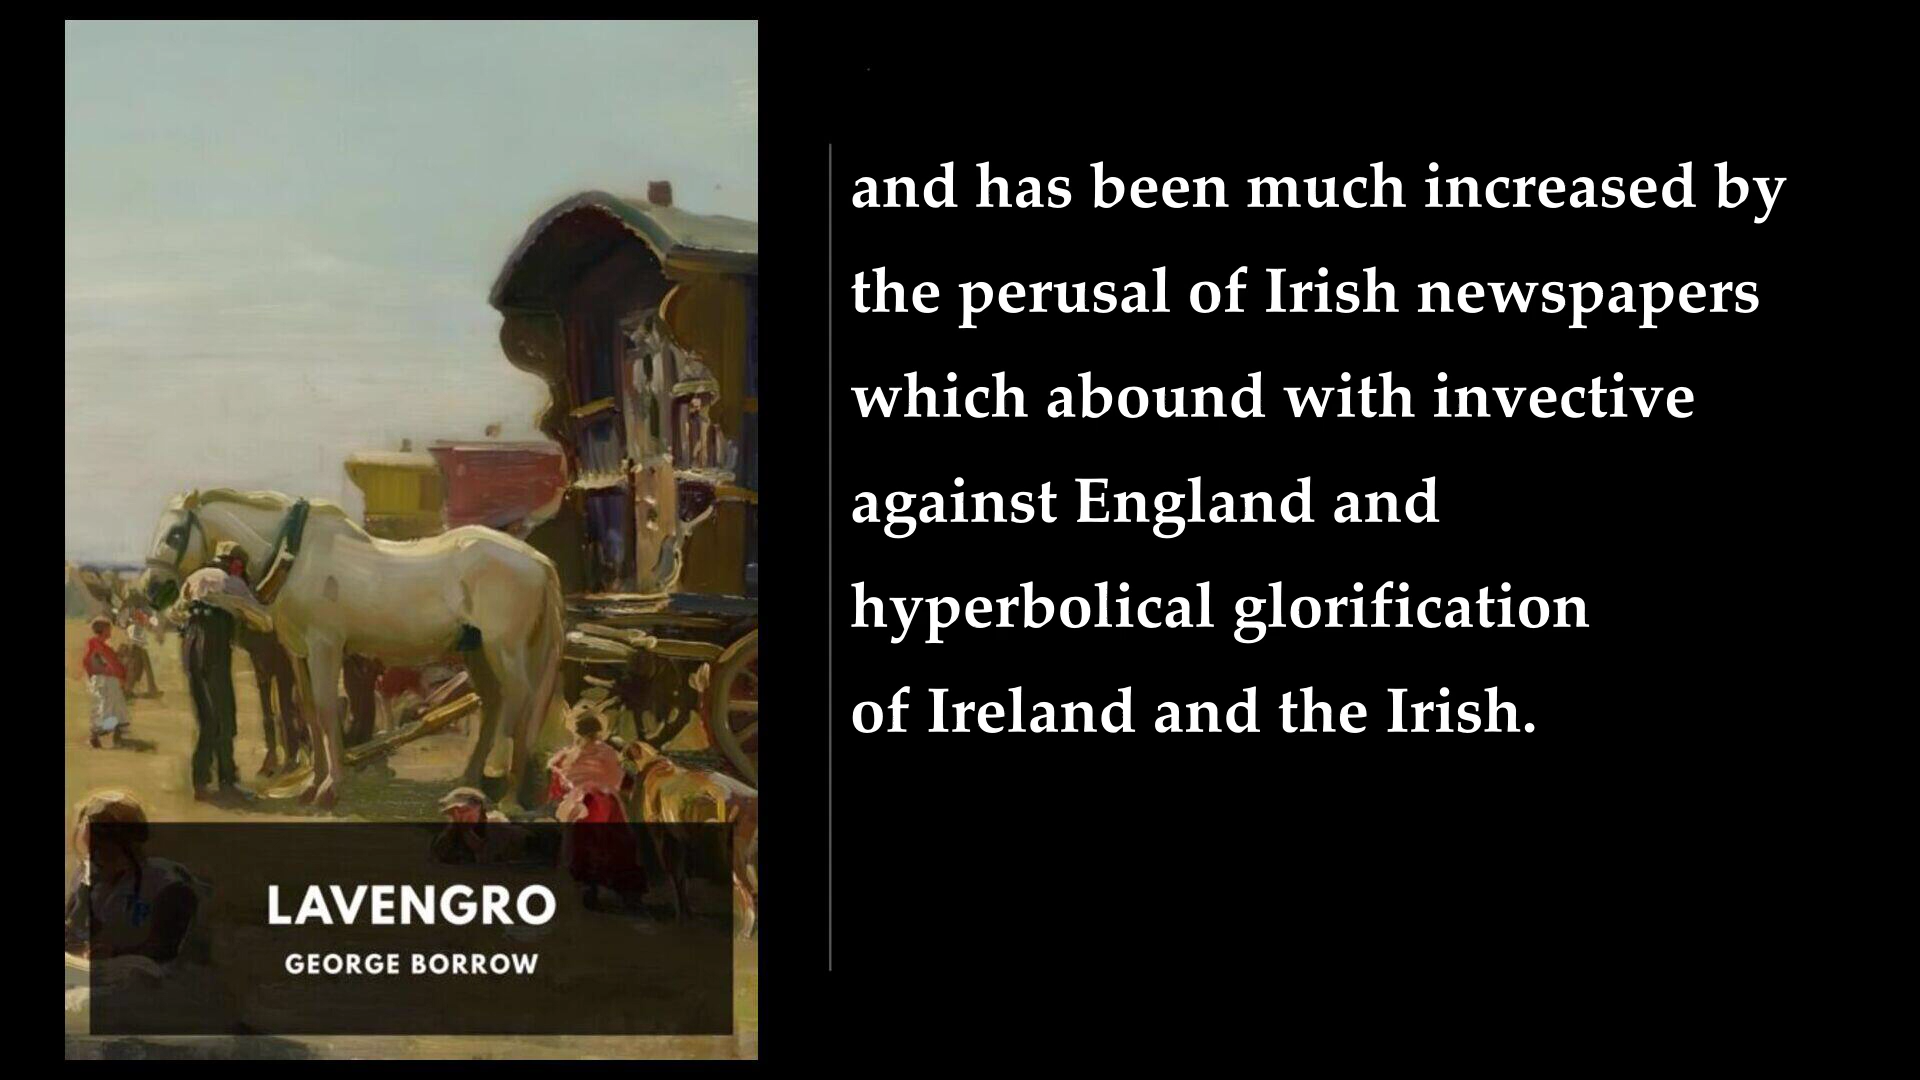 and has been much increased by
the perusal of Irish newspapers
which abound with invective
against England and
hyperbolical glorification
of Ireland and the Irish.
LAVENGRO
GEORGE BORROW